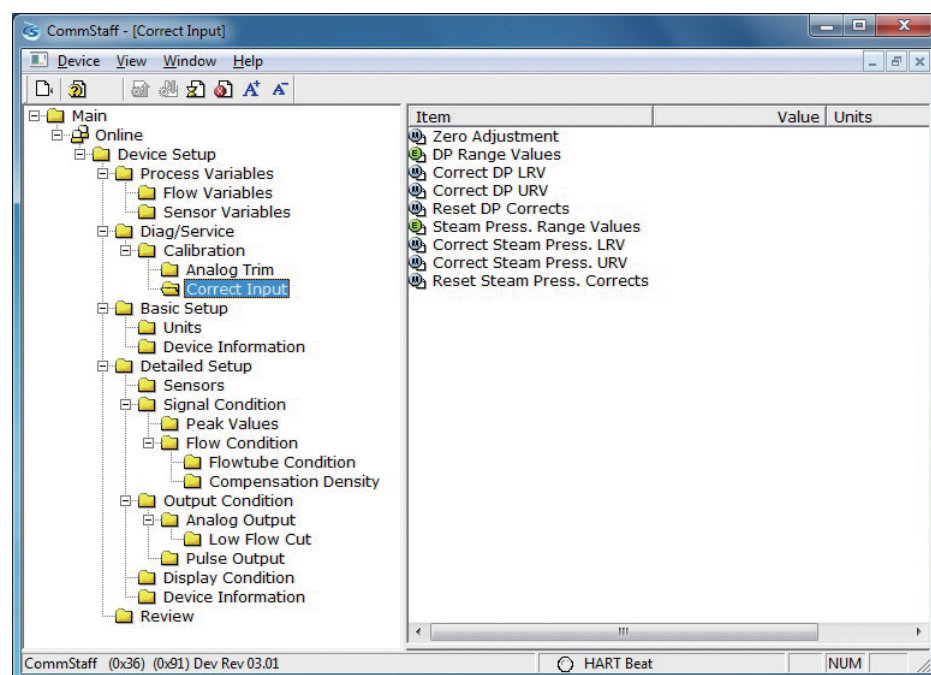 CommStaff - [Correct Input]
Device View Window Help
Main
Online
Device Setup
Process Variables
Flow Variables
Sensor Variables
Diag/Service
Calibration
Analog Trim
Correct Input
Basic Setup
Units
Device Information
Detailed Setup
Sensors
Signal Condition
Peak Values
Flow Condition
Flowtube Condition
Compensation Density
Output Condition
Analog Output
Low Flow Cut
Pulse Output
Display Condition
Device Information
Review
Item Value Units
Zero Adjustment
DP Range Values
Correct DP LRV
Correct DP URV
Reset DP Corrects
Steam Press. Range Values
Correct Steam Press. LRV
Correct Steam Press. URV
Reset Steam Press. Corrects
CommStaff (0x36) (0x91) Dev Rev 03.01 HART Beat NUM